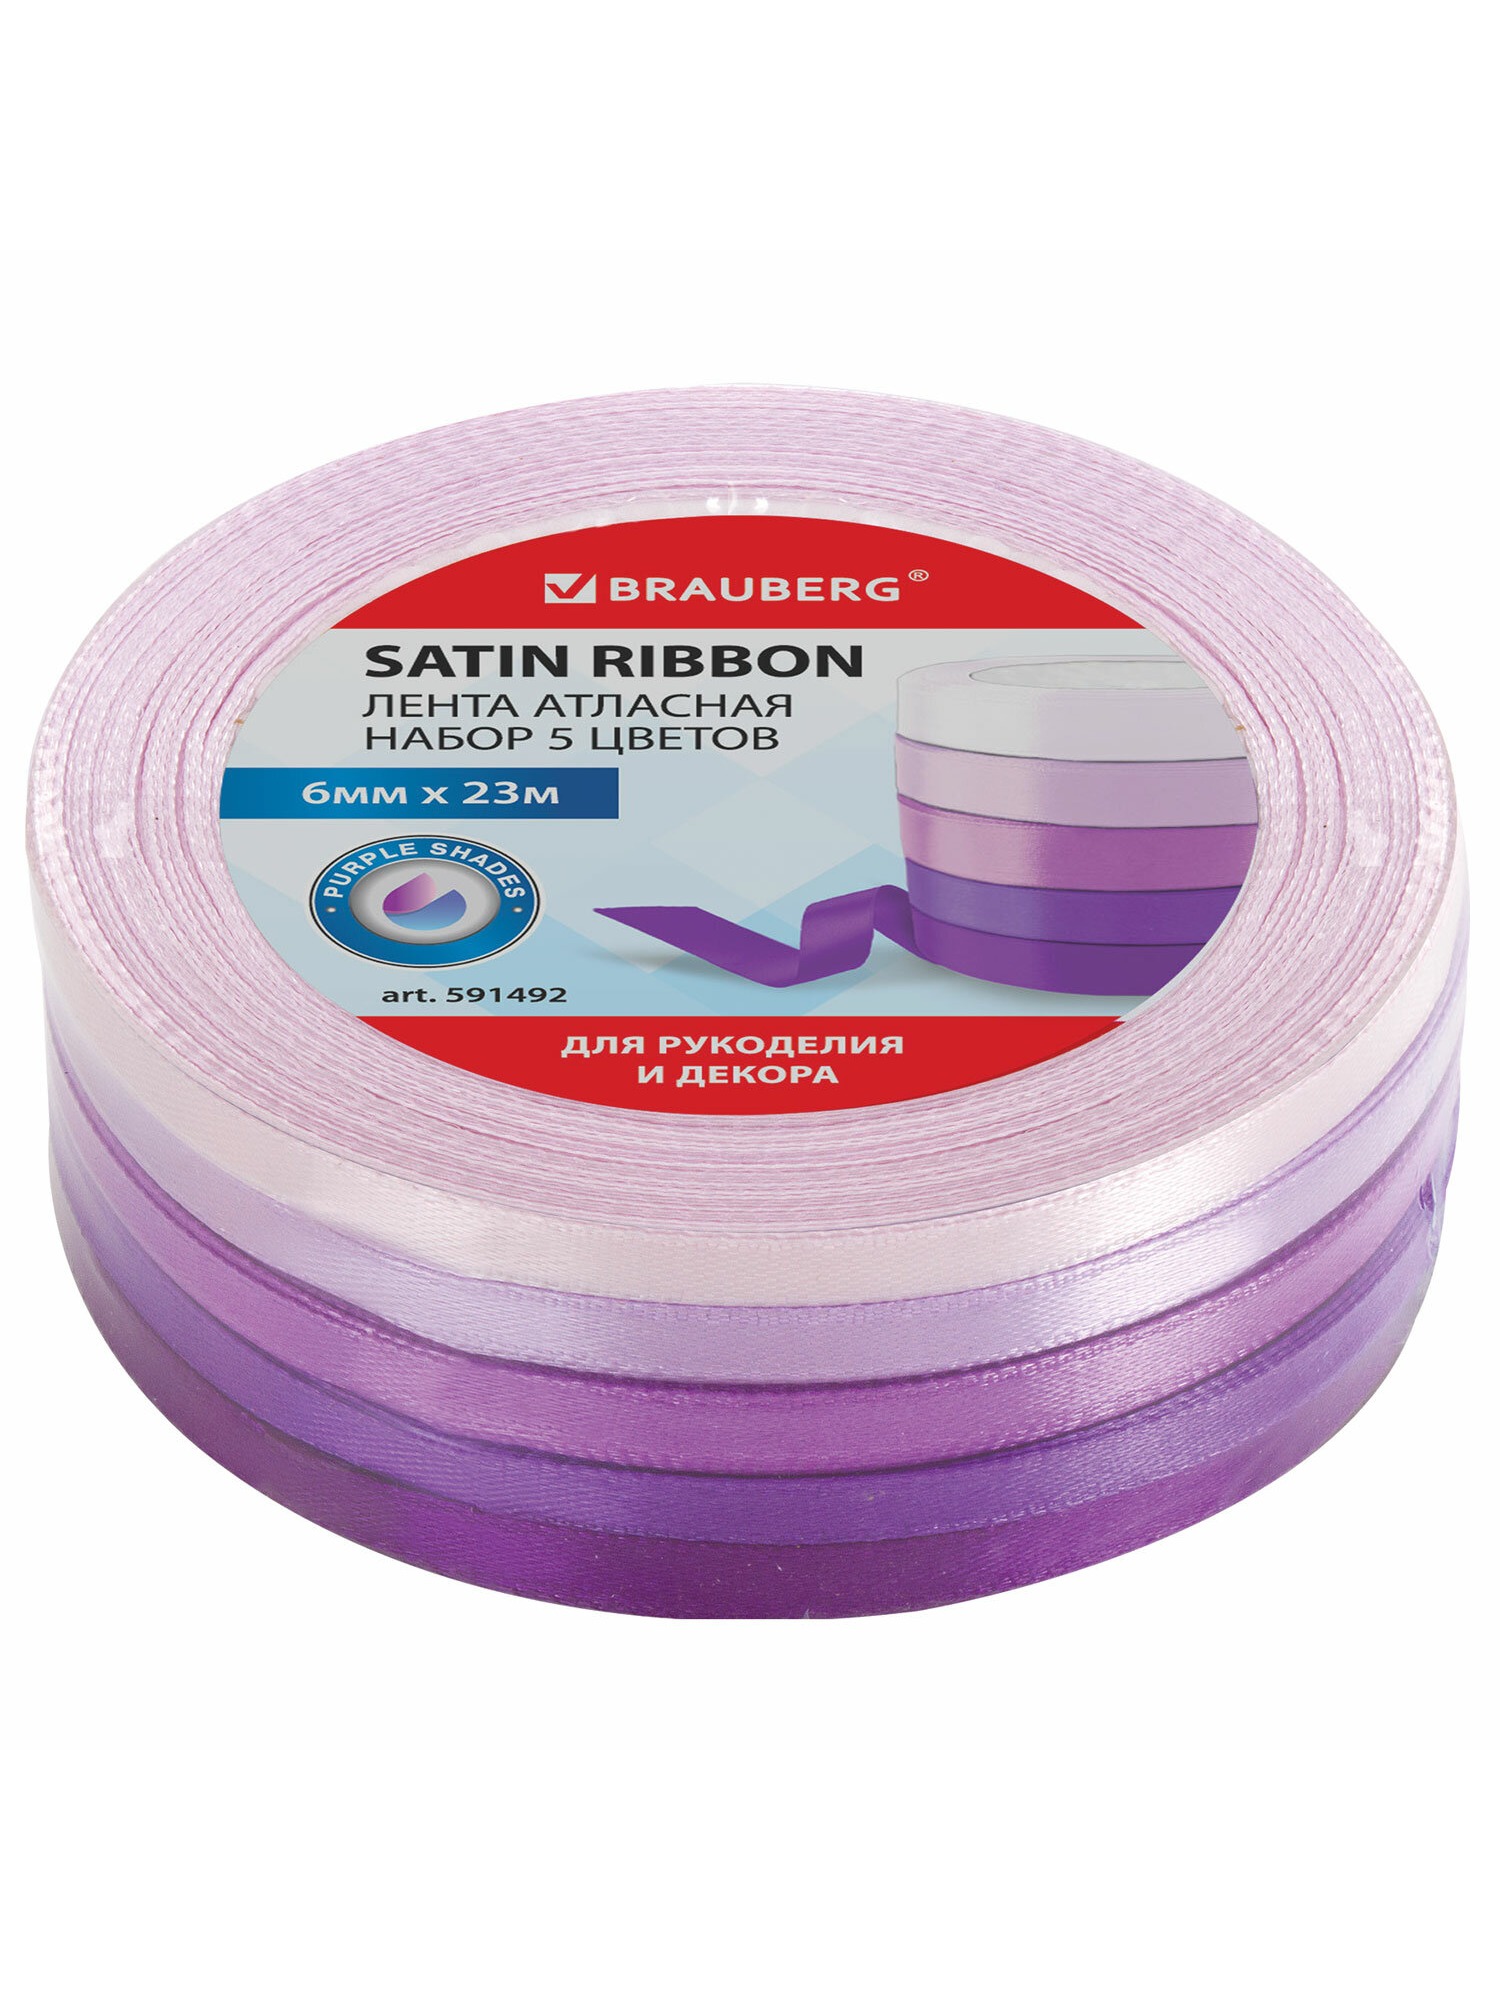 BRAUBERG®
SATIN RIBBON
ЛЕНТА АТЛАСНАЯ
НАБОР 5 ЦВЕТОВ
6мм x 23м
· PURPLE SHADES ·
art. 591492
ДЛЯ РУКОДЕЛИЯ
И ДЕКОРА